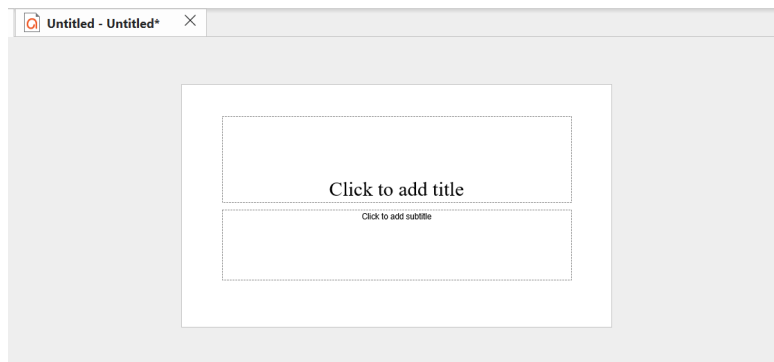 Untitled - Untitled*
Click to add title
Click to add subtitle